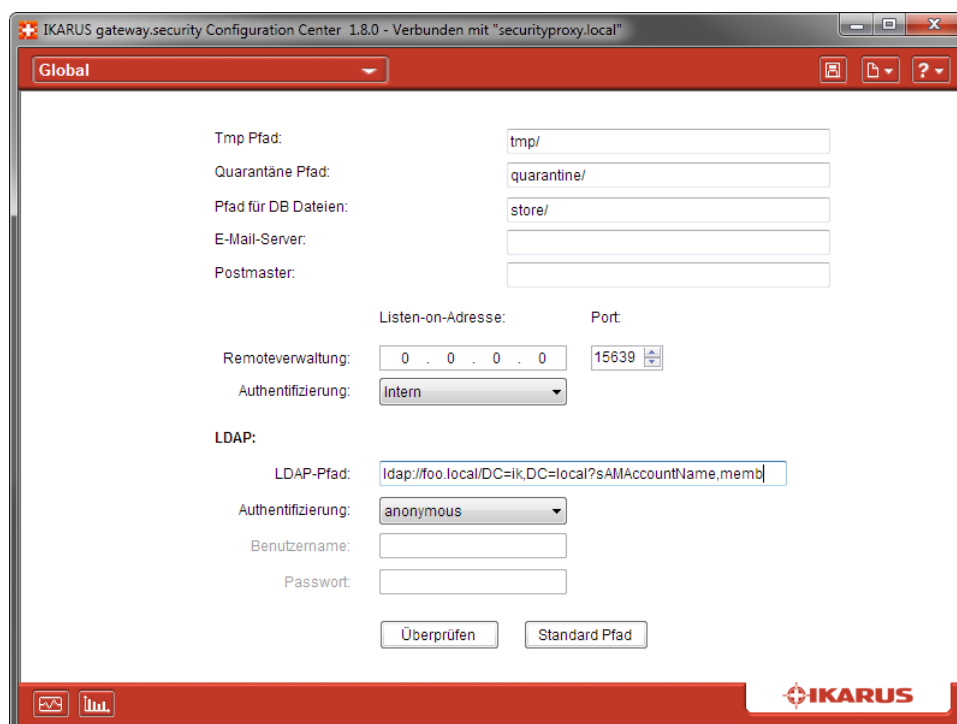 IKARUS gateway.security Configuration Center 1.8.0 - Verbunden mit "securityproxy.local"
Global
?
Tmp Pfad: tmp/
Quarantäne Pfad: quarantine/
Pfad für DB Dateien: store/
E-Mail-Server:
Postmaster:
Listen-on-Adresse: Port:
Remoteverwaltung: 0 . 0 . 0 . 0 15639
Authentifizierung: Intern
LDAP:
LDAP-Pfad: ldap://foo.local/DC=ik,DC=local?sAMAccountName,memb
Authentifizierung: anonymous
Benutzername:
Passwort:
Überprüfen Standard Pfad
IKARUS